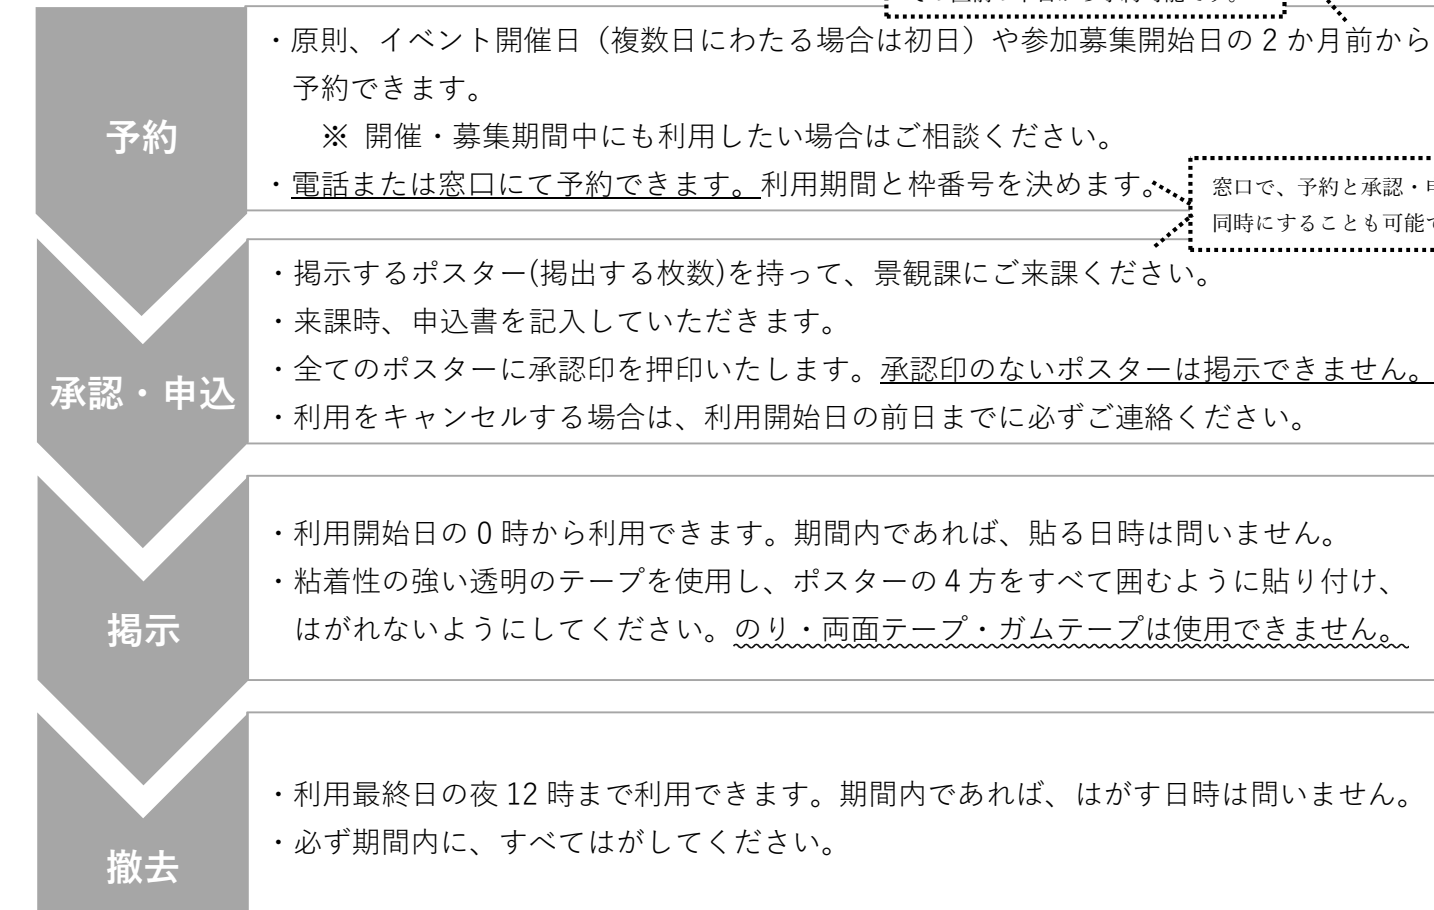 ・原則、イベント開催日（複数日にわたる場合は初日）や参加募集開始日の２か月前から
予約できます。
予約
※ 開催・募集期間中にも利用したい場合はご相談ください。
・電話または窓口にて予約できます。利用期間と枠番号を決めます。
窓口で、予約と承認・
同時にすることも可能
・掲示するポスター(掲出する枚数)を持って、景観課にご来課ください。
・来課時、申込書を記入していただきます。
承認・申込
・全てのポスターに承認印を押印いたします。承認印のないポスターは掲示できません。
・利用をキャンセルする場合は、利用開始日の前日までに必ずご連絡ください。
・利用開始日の０時から利用できます。期間内であれば、貼る日時は問いません。
・粘着性の強い透明のテープを使用し、ポスターの４方をすべて囲むように貼り付け、
掲示
はがれないようにしてください。のり・両面テープ・ガムテープは使用できません。
・利用最終日の夜 12 時まで利用できます。期間内であれば、はがす日時は問いません。
・必ず期間内に、すべてはがしてください。
撤去